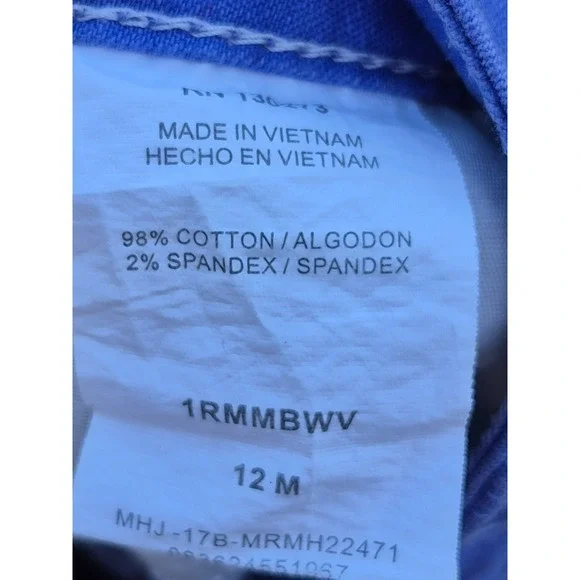 MADE IN VIETNAM
HECHO EN VIETNAM
98% COTTON / ALGODON
2% SPANDEX / SPANDEX
1RMMBWV
12 M
MHJ -17B-MRMH22471